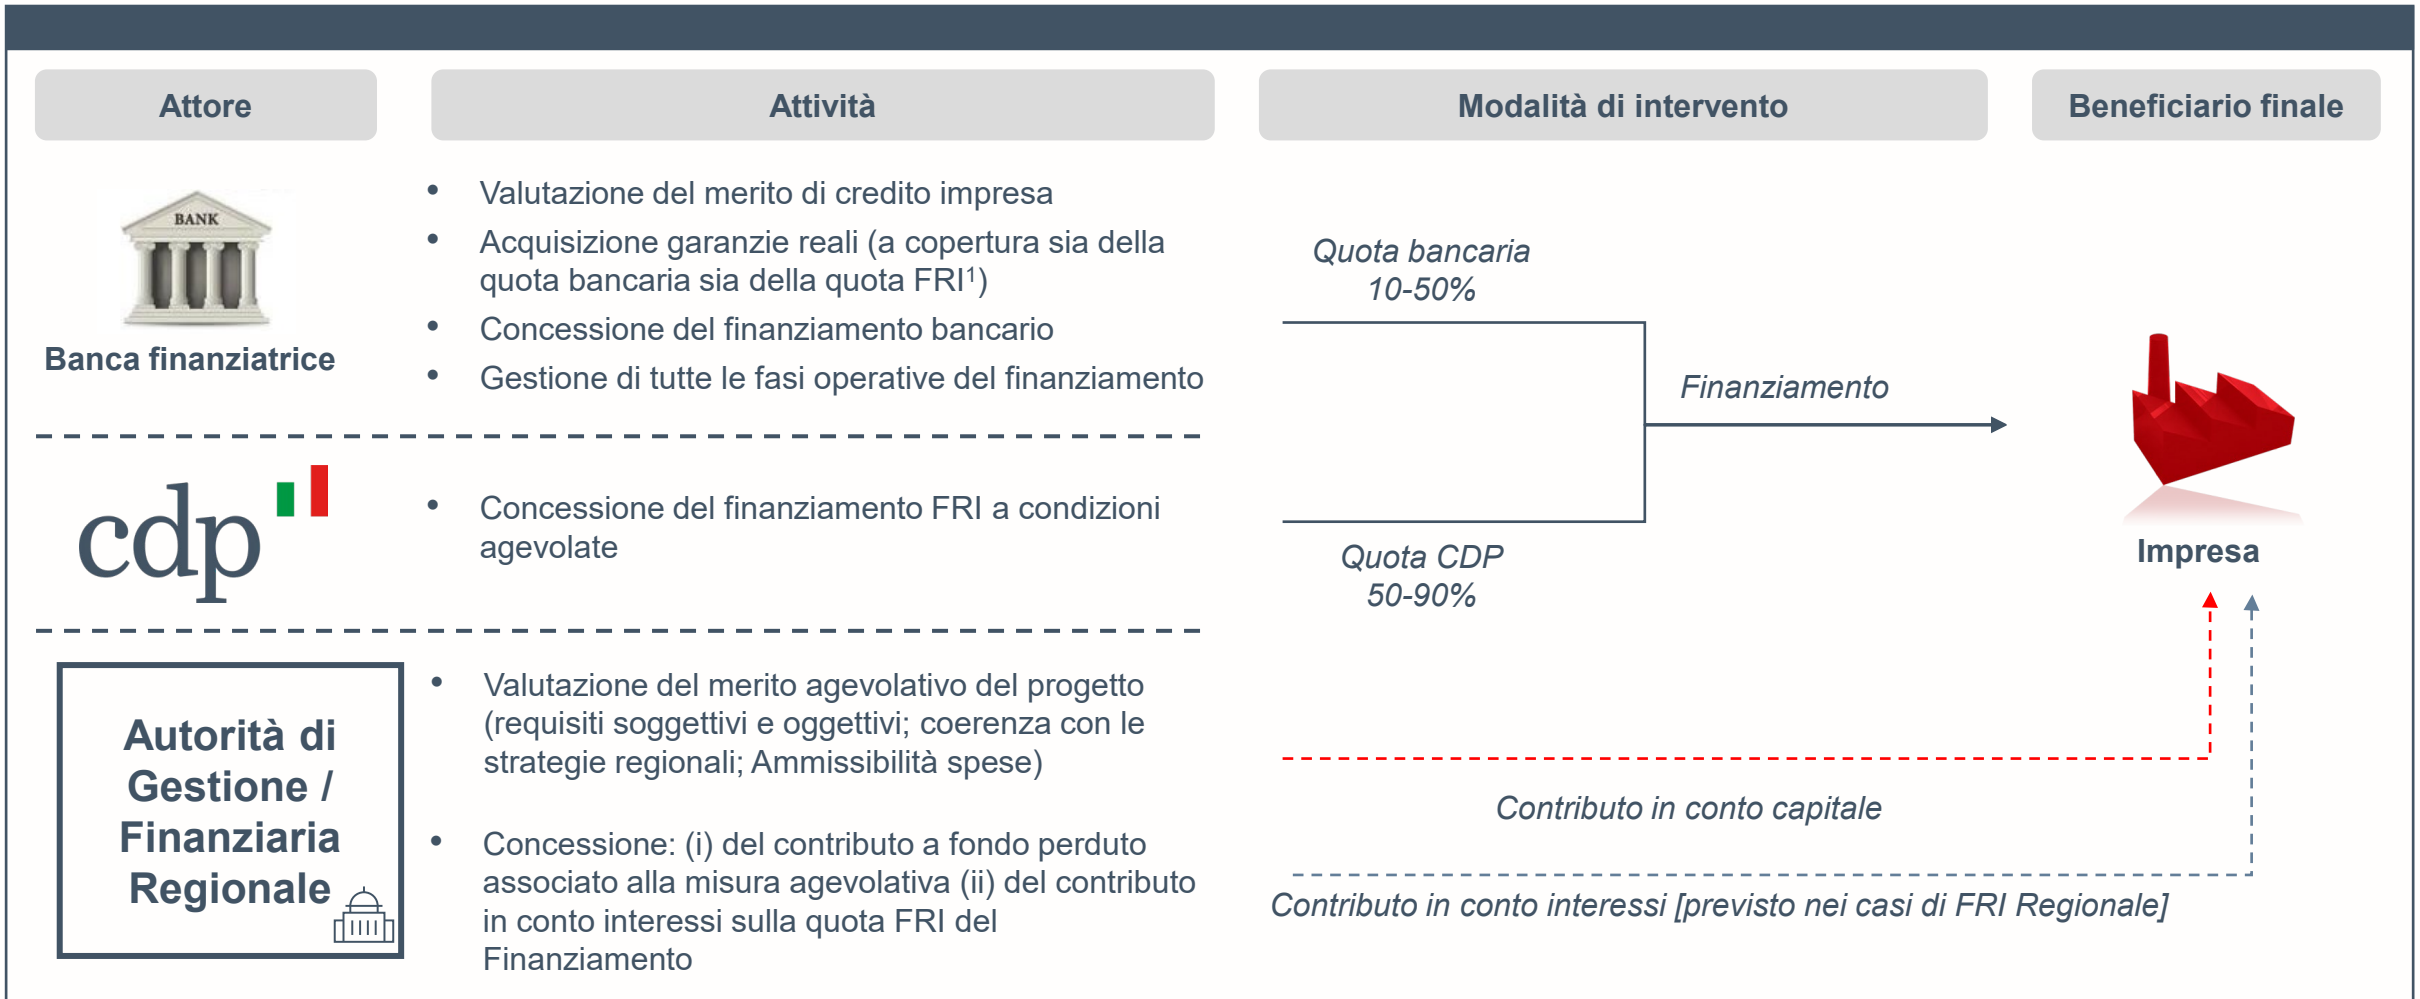 Attore
Attività
Modalità di intervento
Beneficiario finale
BANK
Banca finanziatrice
• Valutazione del merito di credito impresa
• Acquisizione garanzie reali (a copertura sia della
quota bancaria sia della quota FRI¹)
• Concessione del finanziamento bancario
• Gestione di tutte le fasi operative del finanziamento
Quota bancaria
10-50%
Finanziamento
cdp
• Concessione del finanziamento FRI a condizioni
agevolate
Quota CDP
50-90%
Impresa
Autorità di
Gestione /
Finanziaria
Regionale
• Valutazione del merito agevolativo del progetto
(requisiti soggettivi e oggettivi; coerenza con le
strategie regionali; Ammissibilità spese)
• Concessione: (i) del contributo a fondo perduto
associato alla misura agevolativa (ii) del contributo
in conto interessi sulla quota FRI del
Finanziamento
Contributo in conto capitale
Contributo in conto interessi [previsto nei casi di FRI Regionale]